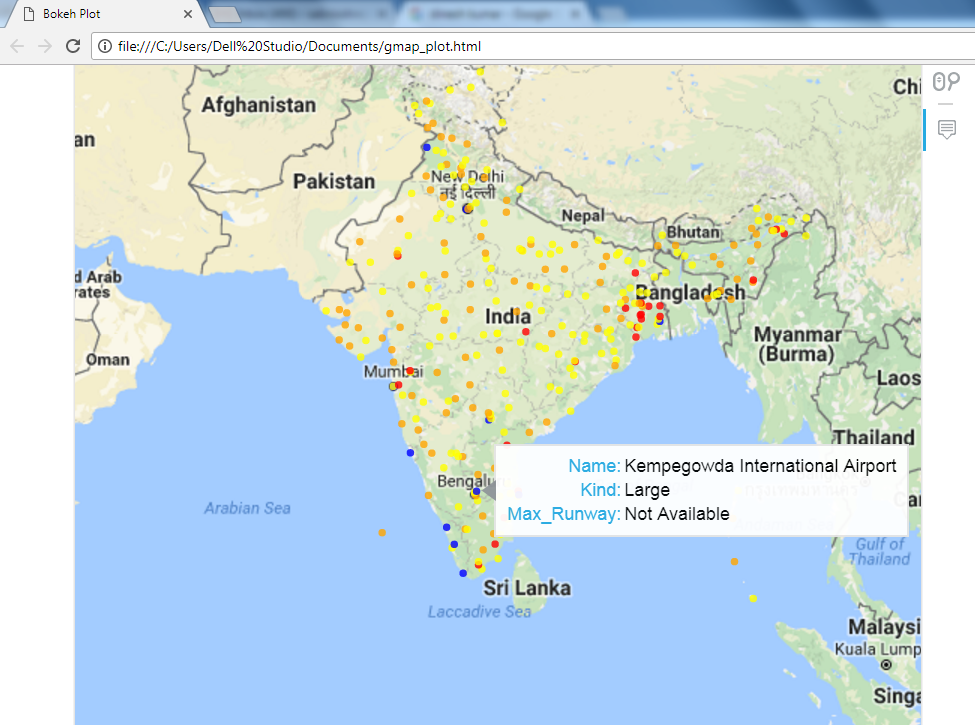 Bokeh Plot
file:///C:/Users/Dell%20Studio/Documents/gmap_plot.html
Afghanistan
Chi
an
Pakistan
New Delhi
नई दिल्ली
Nepal
Bhutan
d Arab
rates
Bangladesh
India
Myanmar
(Burma)
Oman
Mumbai
Laos
Thailand
Name: Kempegowda International Airport
Kind: Large
Max_Runway: Not Available
Bengalu
Arabian Sea
Gulf of
Thailand
Sri Lanka
Laccadive Sea
Malaysi
Kuala Lump
Singa